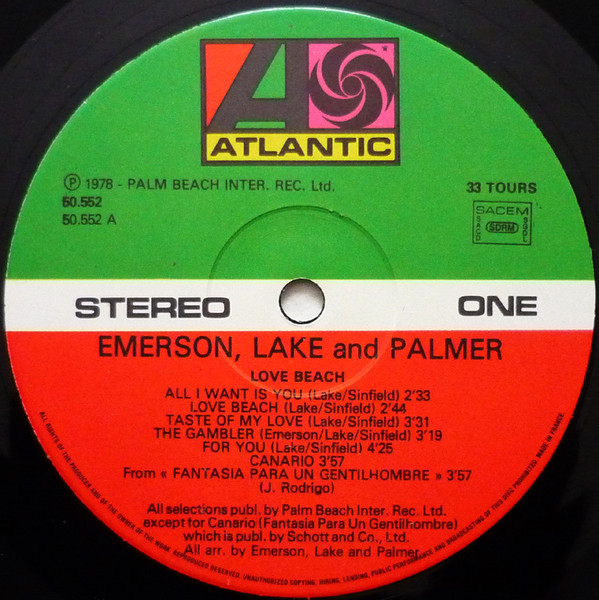 ATLANTIC
Ⓟ 1978 - PALM BEACH INTER. REC. Ltd.
60.552
50.552 A
33 TOURS
SACEM
SACD SDRM SGDL
STEREO ONE
EMERSON, LAKE and PALMER
LOVE BEACH
ALL I WANT IS YOU (Lake/Sinfield) 2'33
LOVE BEACH (Lake/Sinfield) 2'44
TASTE OF MY LOVE (Lake/Sinfield) 3'31
THE GAMBLER (Emerson/Lake/Sinfield) 3'19
FOR YOU (Lake/Sinfield) 4'25
CANARIO 3'57
From « FANTASIA PARA UN GENTILHOMBRE » 3'57
(J. Rodrigo)
All selections publ. by Palm Beach Inter. Rec. Ltd.
except for Canario (Fantasia Para Un Gentilhombre)
which is publ. by Schott and Co., Ltd.
All arr. by Emerson, Lake and Palmer
ALL RIGHTS OF THE PRODUCER AND OF THE OWNER OF THE WORK REPRODUCED RESERVED. UNAUTHORIZED COPYING, HIRING, LENDING, PUBLIC PERFORMANCE AND BROADCASTING OF THIS DISC PROHIBITED. MADE IN FRANCE.